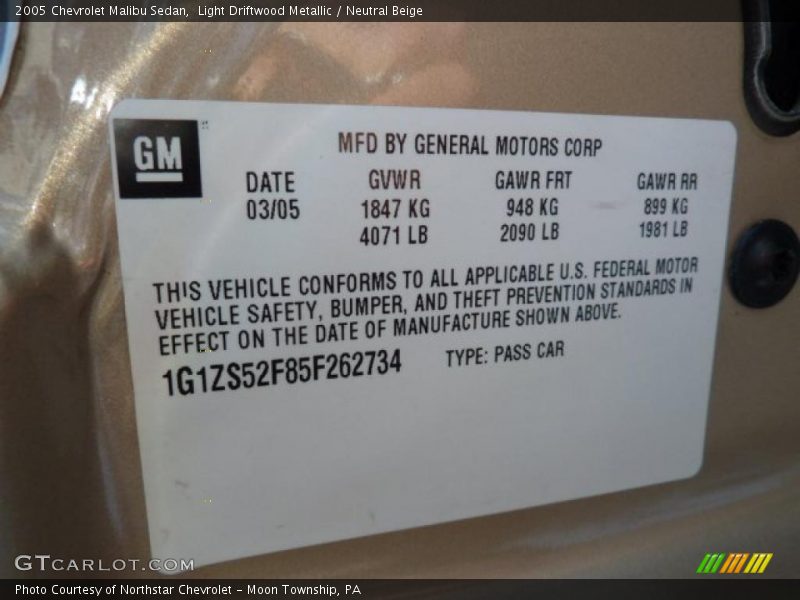 2005 Chevrolet Malibu Sedan,  Light Driftwood Metallic / Neutral Beige
GM
MFD BY GENERAL MOTORS CORP
DATE GVWR GAWR FRT GAWR RR
03/05 1847 KG 948 KG 899 KG
4071 LB 2090 LB 1981 LB
THIS VEHICLE CONFORMS TO ALL APPLICABLE U.S. FEDERAL MOTOR
VEHICLE SAFETY, BUMPER, AND THEFT PREVENTION STANDARDS IN
EFFECT ON THE DATE OF MANUFACTURE SHOWN ABOVE.
1G1ZS52F85F262734 TYPE: PASS CAR
GTCARLOT.COM
Photo Courtesy of Northstar Chevrolet – Moon Township, PA